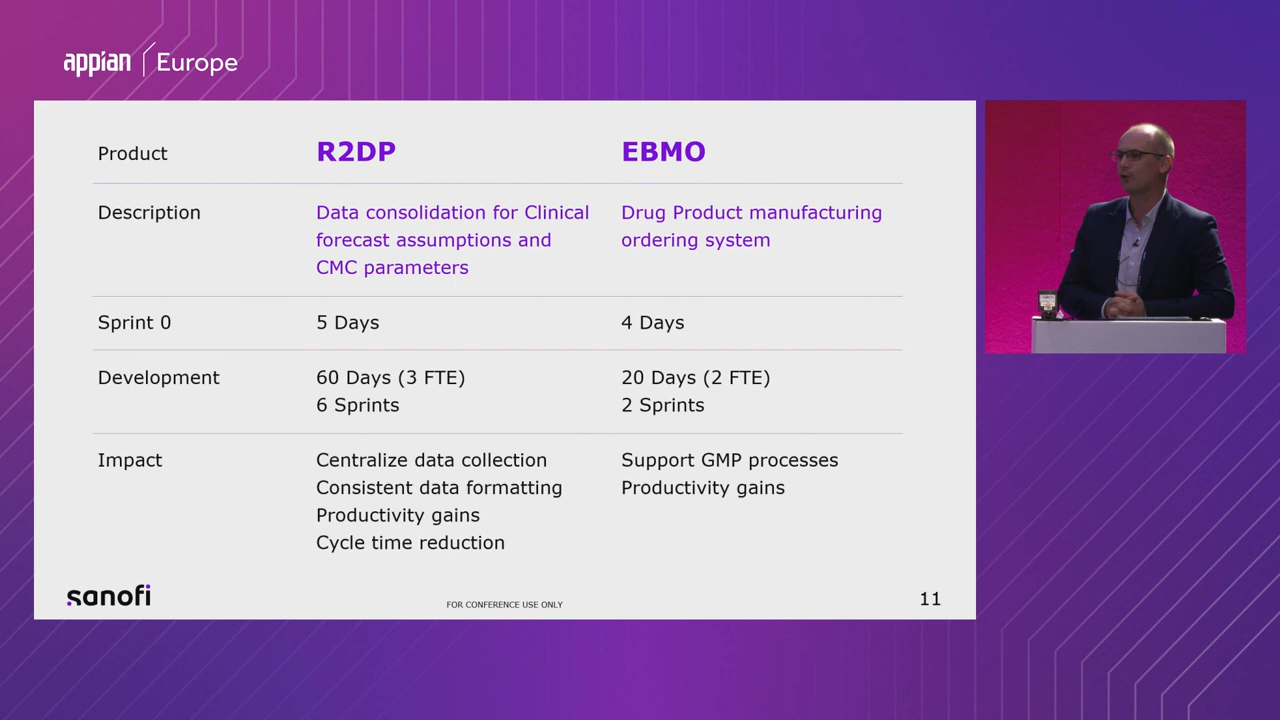 appian Europe
Product R2DP EBMO
Description Data consolidation for Clinical Drug Product manufacturing
forecast assumptions and ordering system
CMC parameters
Sprint 0 5 Days 4 Days
Development 60 Days (3 FTE) 20 Days (2 FTE)
6 Sprints 2 Sprints
Impact Centralize data collection Support GMP processes
Consistent data formatting Productivity gains
Productivity gains
Cycle time reduction
sanofi FOR CONFERENCE USE ONLY 11